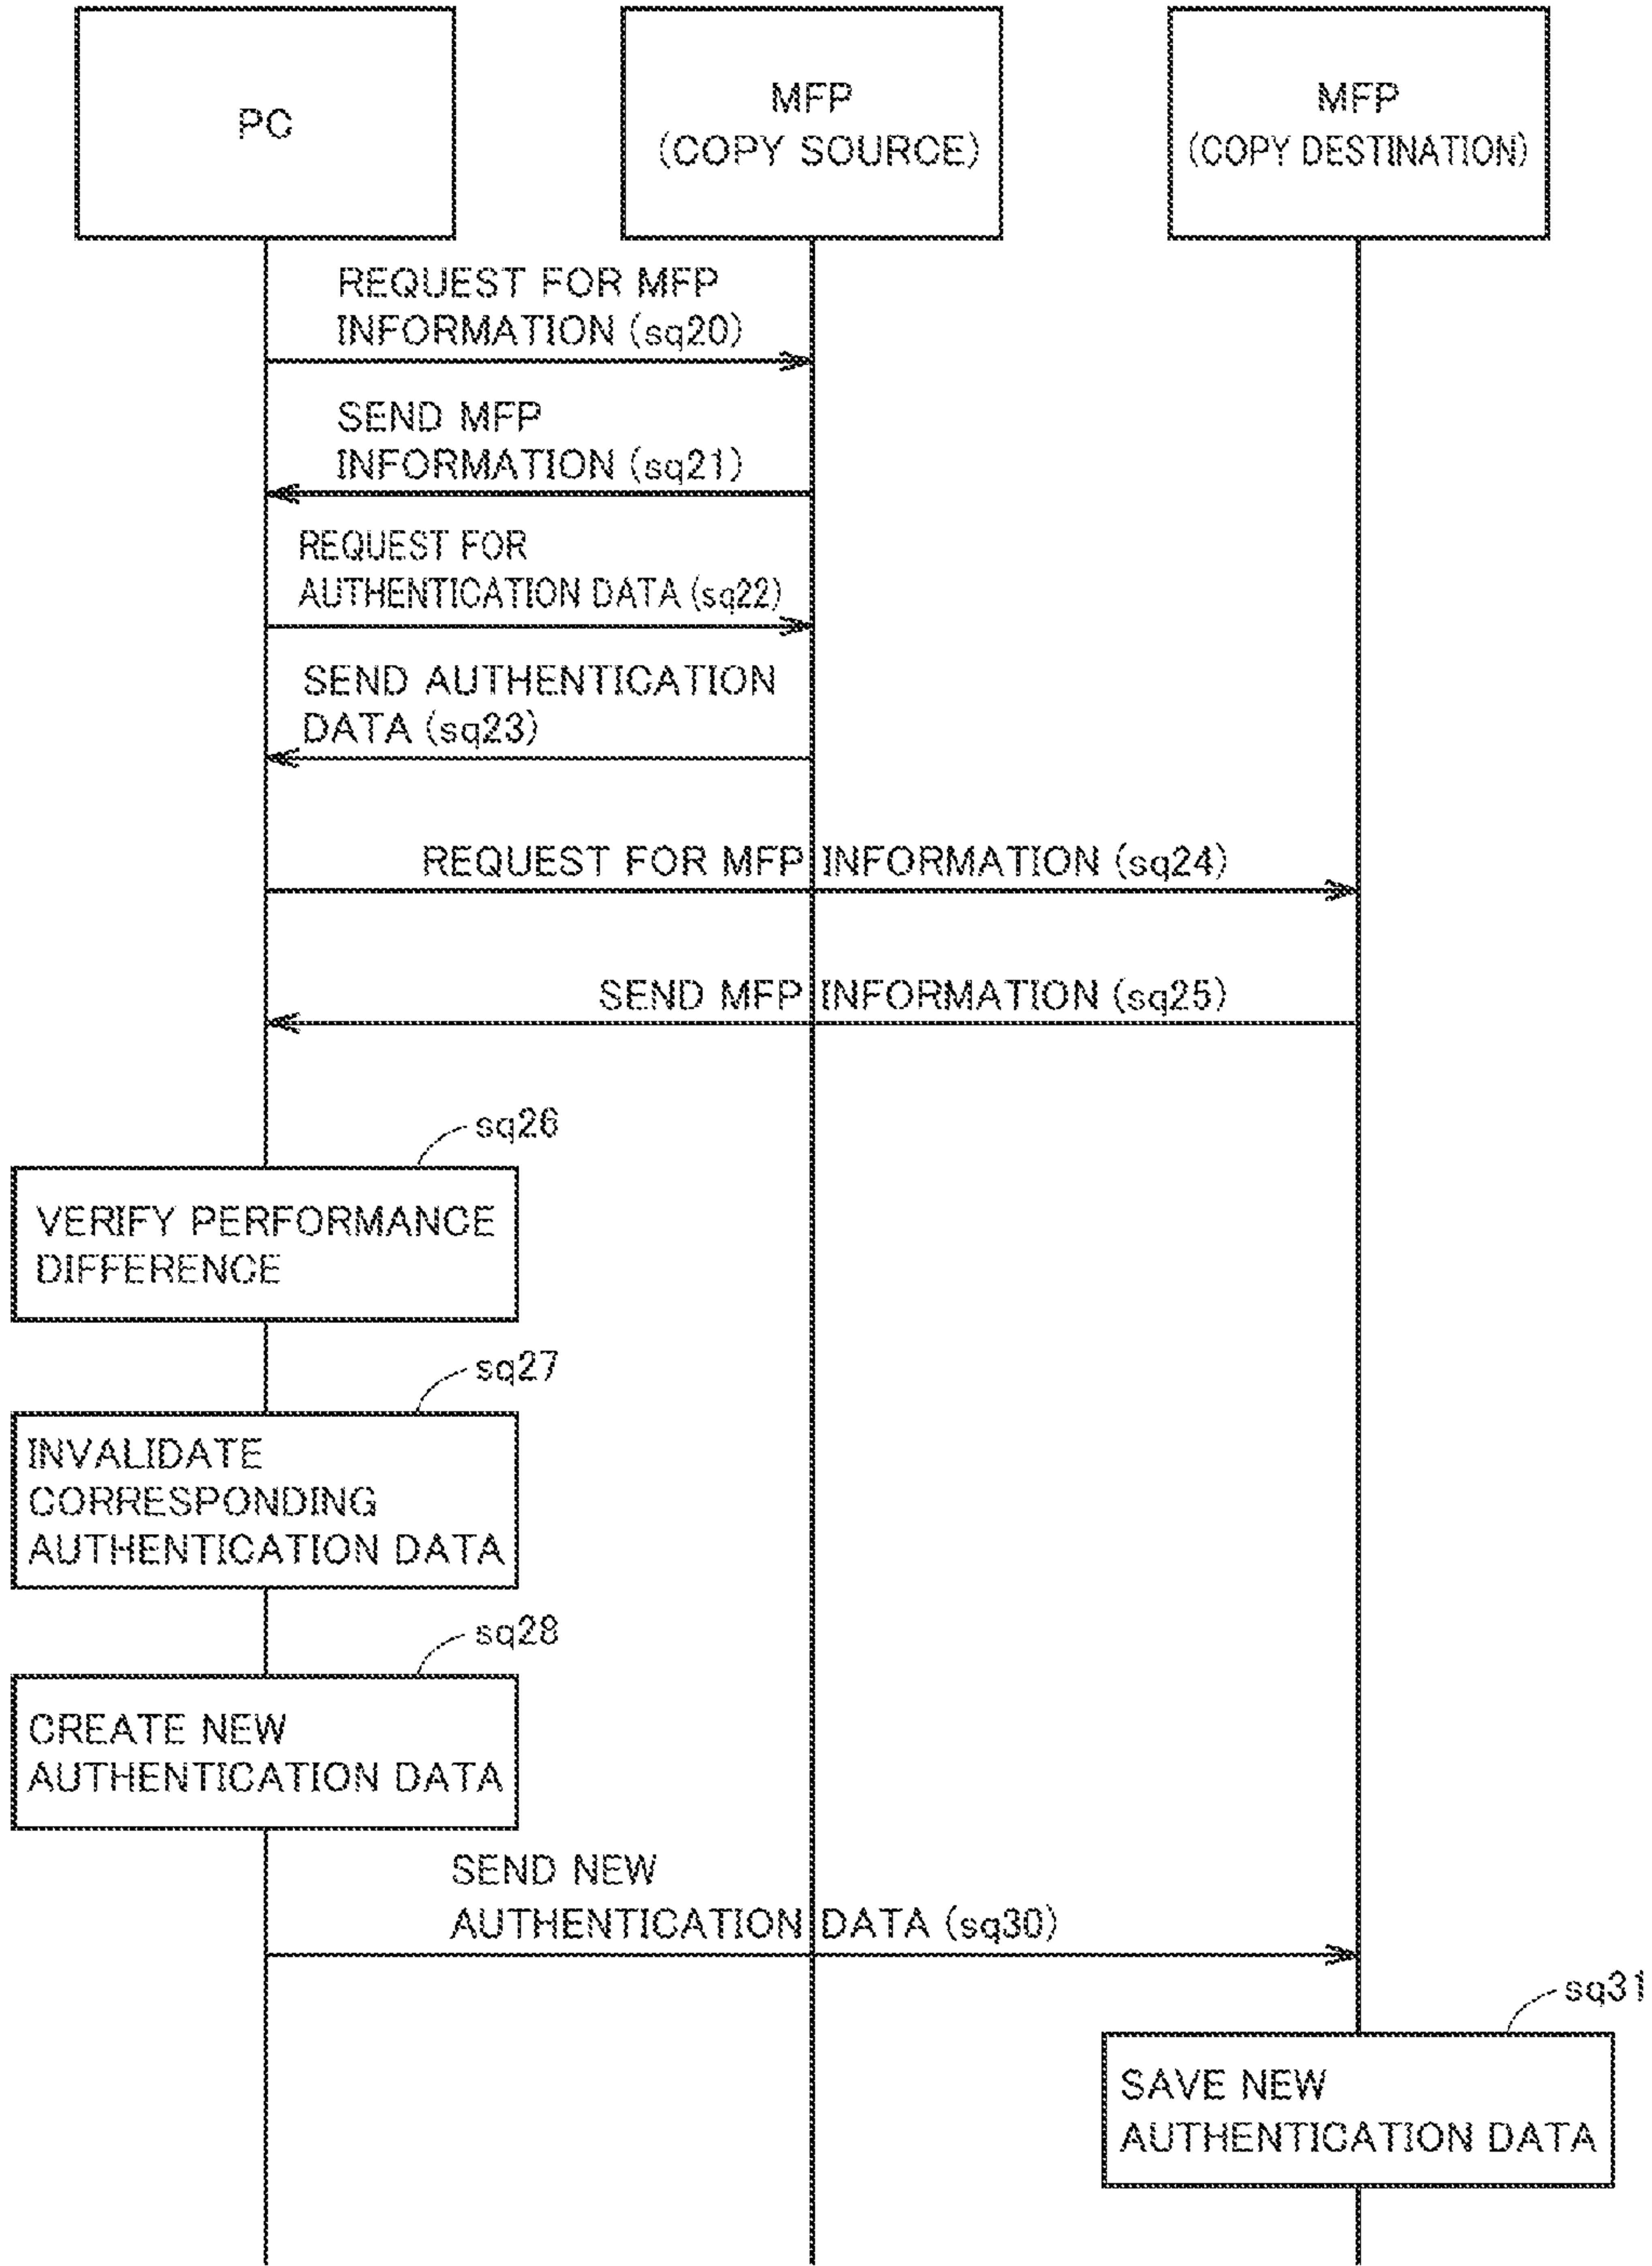 PC
MFP
(COPY SOURCE)
MFP
(COPY DESTINATION)
REQUEST FOR MFP
INFORMATION (sq20)
SEND MFP
INFORMATION (sq21)
REQUEST FOR
AUTHENTICATION DATA (sq22)
SEND AUTHENTICATION
DATA (sq23)
REQUEST FOR MFP INFORMATION (sq24)
SEND MFP INFORMATION (sq25)
sq26
VERIFY PERFORMANCE
DIFFERENCE
sq27
INVALIDATE
CORRESPONDING
AUTHENTICATION DATA
sq28
CREATE NEW
AUTHENTICATION DATA
SEND NEW
AUTHENTICATION DATA (sq30)
sq31
SAVE NEW
AUTHENTICATION DATA